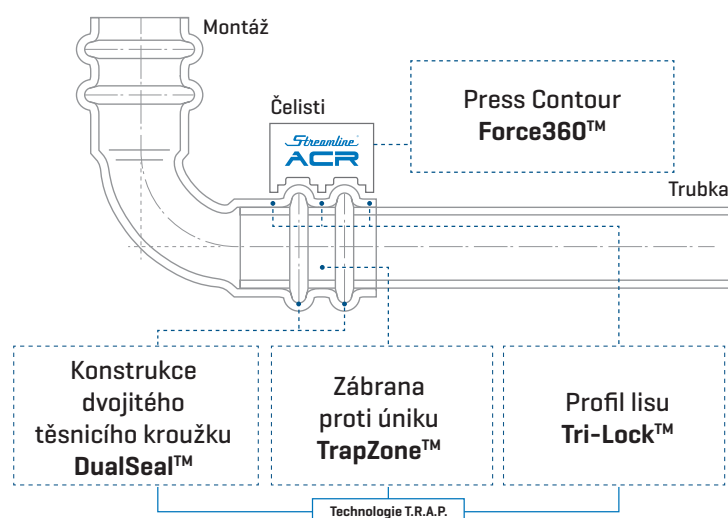 Montáž
Čelisti
Streamline
ACR
Press Contour
Force360™
Trubka
Konstrukce
dvojitého
těsnicího kroužku
DualSeal™
Zábrana
proti úniku
TrapZone™
Profil lisu
Tri-Lock™
Technologie T.R.A.P.